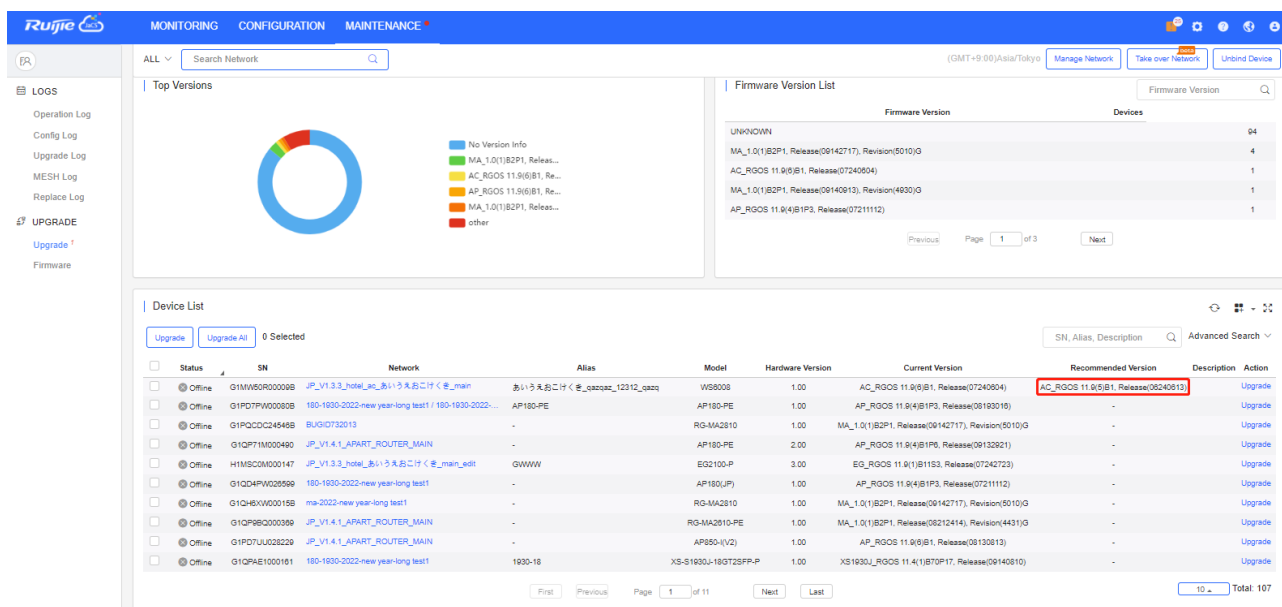 Ruijie JaCS MONITORING CONFIGURATION MAINTENANCE
ALL Search Network (GMT+9:00)Asia/Tokyo Manage Network Beta Take over Network Unbind Device
LOGS
Operation Log
Config Log
Upgrade Log
MESH Log
Replace Log
UPGRADE
Upgrade
Firmware
Top Versions
No Version Info
MA_1.0(1)B2P1, Releas...
AC_RGOS 11.9(6)B1, Re...
AP_RGOS 11.9(6)B1, Re...
MA_1.0(1)B2P1, Releas...
other
Firmware Version List Firmware Version
Firmware Version Devices
UNKNOWN 94
MA_1.0(1)B2P1, Release(09142717), Revision(5010)G 4
AC_RGOS 11.9(6)B1, Release(07240604) 1
MA_1.0(1)B2P1, Release(09140913), Revision(4930)G 1
AP_RGOS 11.9(4)B1P3, Release(07211112) 1
Previous Page 1 of 3 Next
Device List
Upgrade Upgrade All 0 Selected SN, Alias, Description Advanced Search
Status SN Network Alias Model Hardware Version Current Version Recommended Version Description Action
Offline G1MW50R00009B JP_V1.3.3_hotel_ac_あいうえおこけくき_main あいうえおこけくき_qazqaz_12312_qazq WS6008 1.00 AC_RGOS 11.9(6)B1, Release(07240604) AC_RGOS 11.9(5)B1, Release(06240613) Upgrade
Offline G1PD7PW00080B 180-1930-2022-new year-long test1 / 180-1930-2022-... AP180-PE AP180-PE 1.00 AP_RGOS 11.9(4)B1P3, Release(08193016) - Upgrade
Offline G1PQCDC24546B BUGID732013 - RG-MA2810 1.00 MA_1.0(1)B2P1, Release(09142717), Revision(5010)G - Upgrade
Offline G1QP71M000490 JP_V1.4.1_APART_ROUTER_MAIN - AP180-PE 2.00 AP_RGOS 11.9(4)B1P6, Release(09132921) - Upgrade
Offline H1MSC0M000147 JP_V1.3.3_hotel_あいうえおこけくき_main_edit GWWW EG2100-P 3.00 EG_RGOS 11.9(1)B11S3, Release(07242723) - Upgrade
Offline G1QD4PW026599 180-1930-2022-new year-long test1 - AP180(JP) 1.00 AP_RGOS 11.9(4)B1P3, Release(07211112) - Upgrade
Offline G1QH6XW00015B ma-2022-new year-long test1 - RG-MA2810 1.00 MA_1.0(1)B2P1, Release(09142717), Revision(5010)G - Upgrade
Offline G1QP9BQ000369 JP_V1.4.1_APART_ROUTER_MAIN - RG-MA2610-PE 1.00 MA_1.0(1)B2P1, Release(08212414), Revision(4431)G - Upgrade
Offline G1PD7UU028229 JP_V1.4.1_APART_ROUTER_MAIN - AP850-I(V2) 1.00 AP_RGOS 11.9(6)B1, Release(08130813) - Upgrade
Offline G1QPAE1000161 180-1930-2022-new year-long test1 1930-18 XS-S1930J-18GT2SFP-P 1.00 XS1930J_RGOS 11.4(1)B70P17, Release(09140810) - Upgrade
First Previous Page 1 of 11 Next Last 10 Total: 107